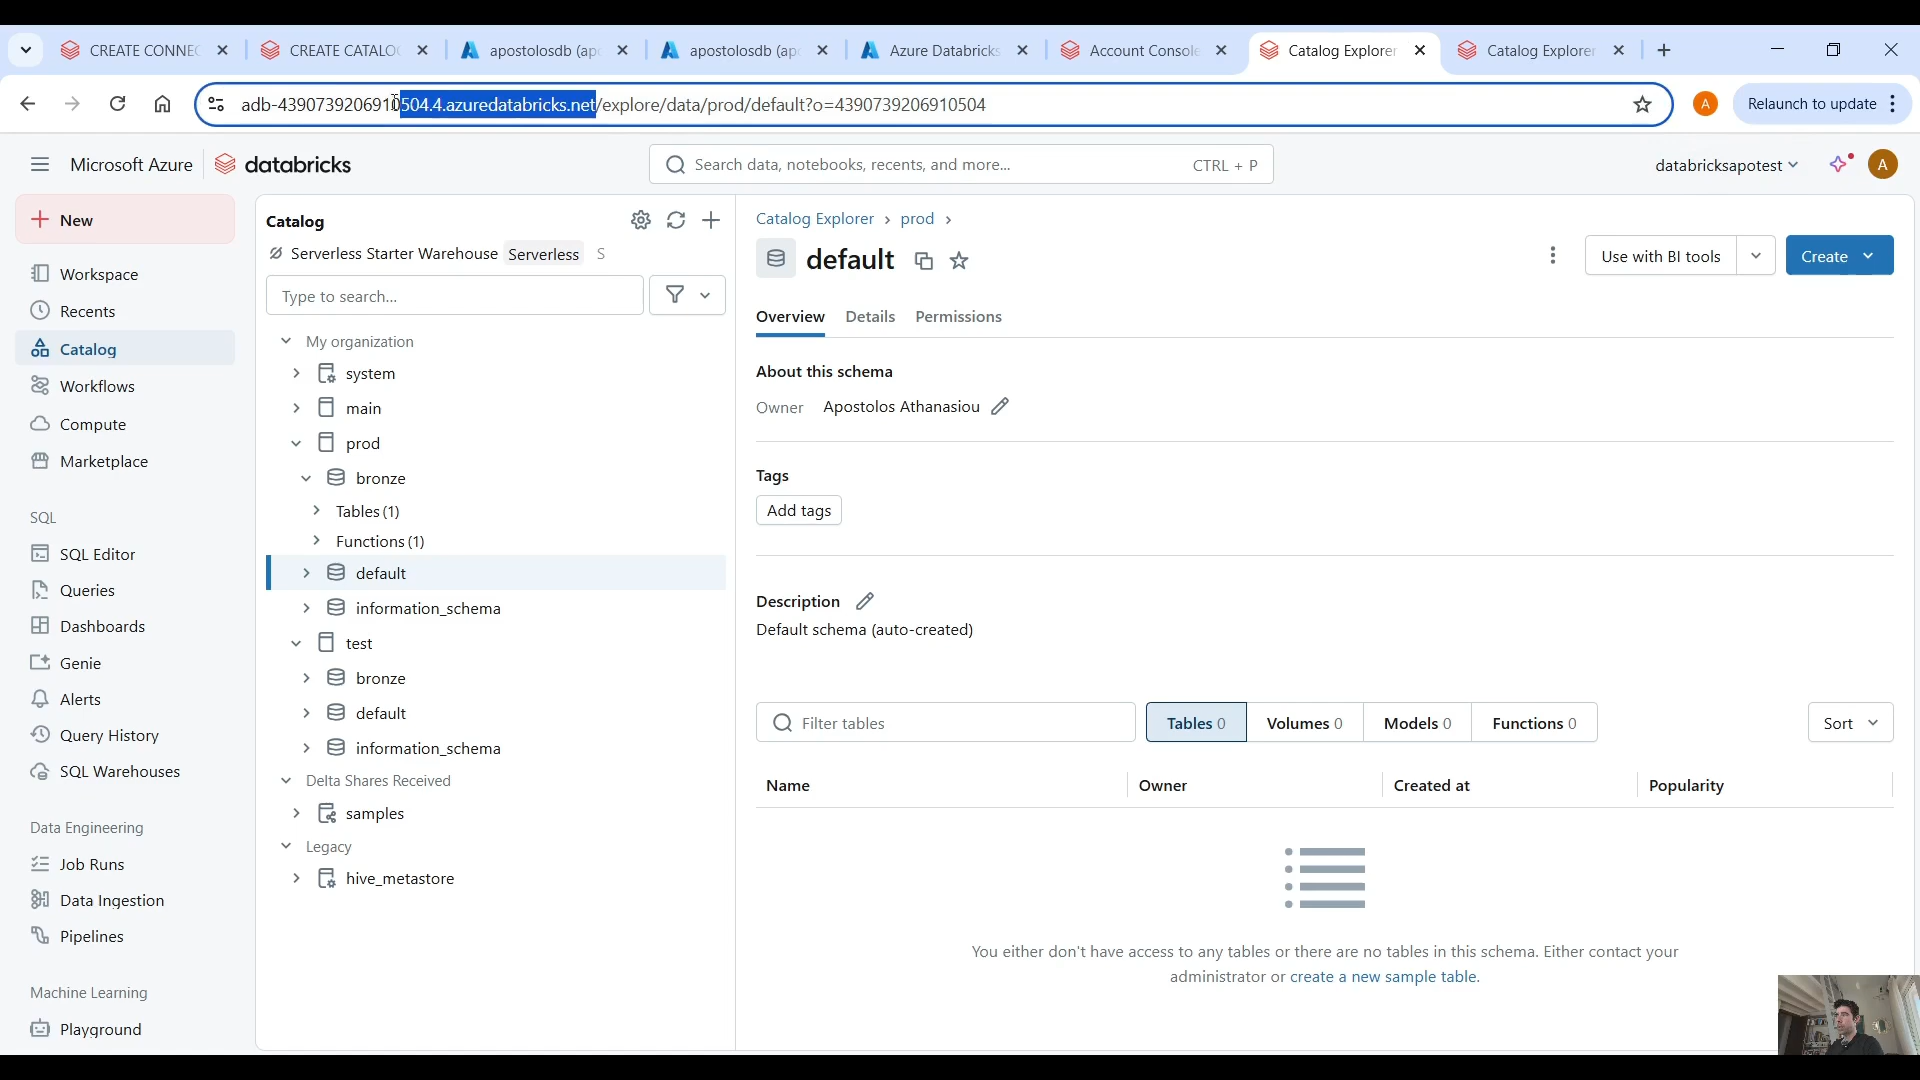 CREATE CONNEC
CREATE CATALOG
apostolosdb (apo
apostolosdb (apo
Azure Databricks
Account Console
Catalog Explorer
Catalog Explorer
adb-4390739206910504.4.azuredatabricks.net/explore/data/prod/default?o=4390739206910504
A
Relaunch to update
Microsoft Azure
databricks
Search data, notebooks, recents, and more...
CTRL + P
databricksapotest
A
New
Workspace
Recents
Catalog
Workflows
Compute
Marketplace
SQL
SQL Editor
Queries
Dashboards
Genie
Alerts
Query History
SQL Warehouses
Data Engineering
Job Runs
Data Ingestion
Pipelines
Machine Learning
Playground
Catalog
Serverless Starter Warehouse Serverless S
Type to search...
My organization
system
main
prod
bronze
Tables (1)
Functions (1)
default
information_schema
test
bronze
default
information_schema
Delta Shares Received
samples
Legacy
hive_metastore
Catalog Explorer > prod >
default
Use with BI tools
Create
Overview Details Permissions
About this schema
Owner Apostolos Athanasiou
Tags
Add tags
Description
Default schema (auto-created)
Filter tables
Tables 0
Volumes 0
Models 0
Functions 0
Sort
Name Owner Created at Popularity
You either don't have access to any tables or there are no tables in this schema. Either contact your
administrator or create a new sample table.